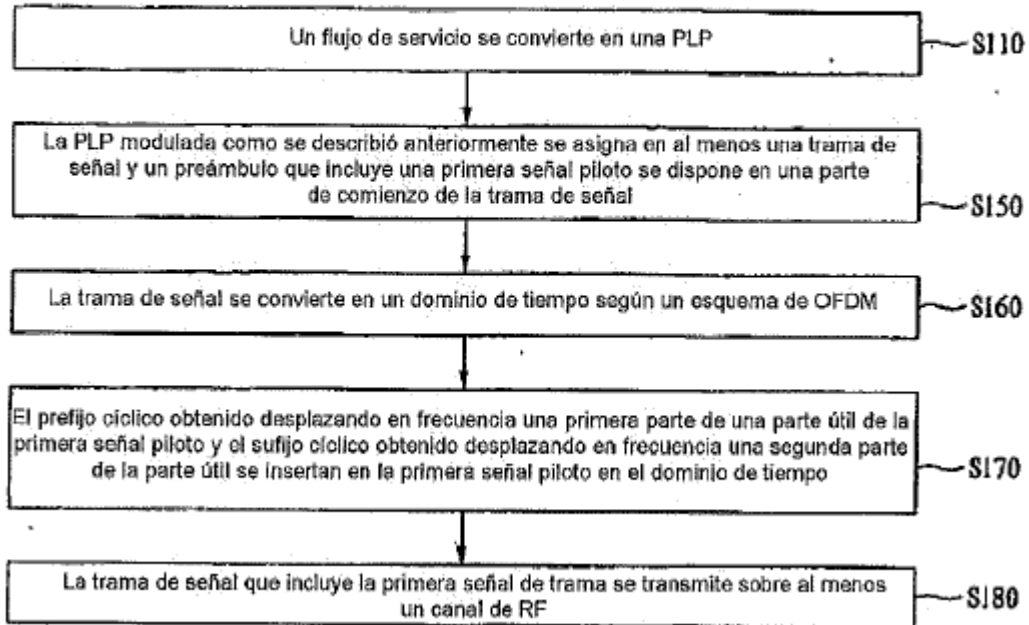 Un flujo de servicio se convierte en una PLP
S110
La PLP modulada como se describió anteriormente se asigna en al menos una trama de
señal y un preámbulo que incluye una primera señal piloto se dispone en una parte
de comienzo de la trama de señal
S150
La trama de señal se convierte en un dominio de tiempo según un esquema de OFDM
S160
El prefijo cíclico obtenido desplazando en frecuencia una primera parte de una parte útil de la
primera señal piloto y el sufijo cíclico obtenido desplazando en frecuencia una segunda parte
de la parte útil se insertan en la primera señal piloto en el dominio de tiempo
S170
La trama de señal que incluye la primera señal de trama se transmite sobre al menos
un canal de RF
S180